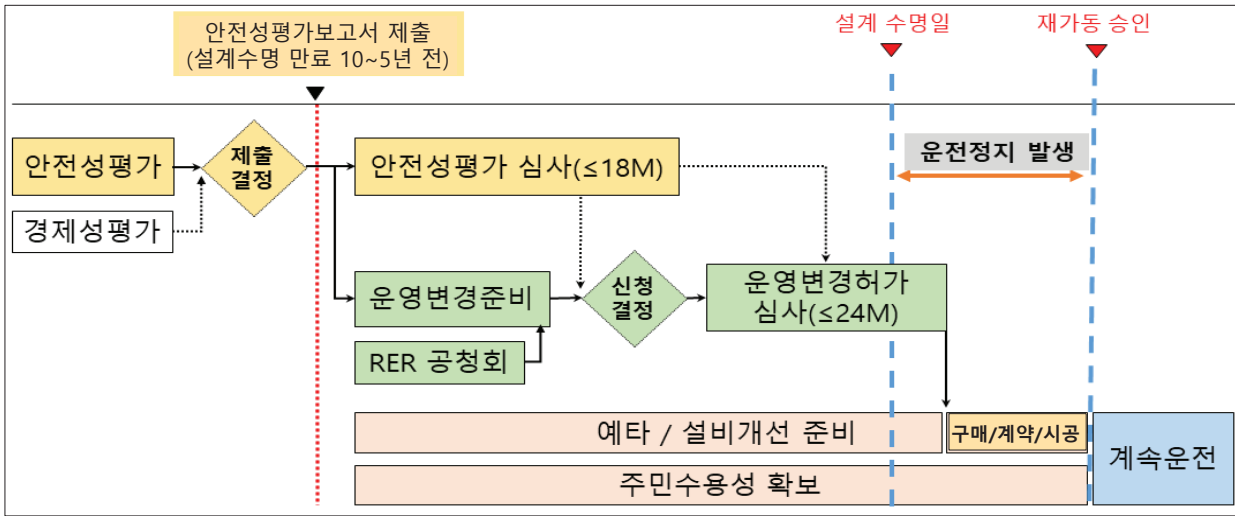 안전성평가보고서 제출
(설계수명 만료 10~5년 전)
설계 수명일
재가동 승인
안전성평가
제출
결정
안전성평가 심사(≤18M)
운전정지 발생
경제성평가
운영변경준비
신청
결정
운영변경허가
심사(≤24M)
RER 공청회
예타 / 설비개선 준비
구매/계약/시공
계속운전
주민수용성 확보